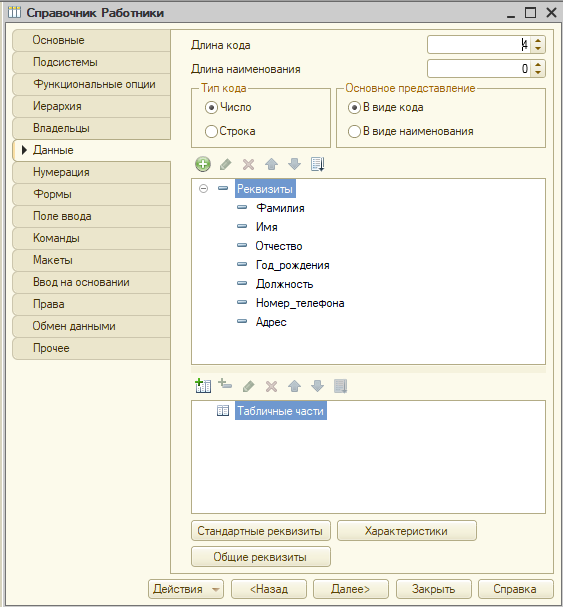 Справочник Работники
Основные
Подсистемы
Функциональные опции
Иерархия
Владельцы
Данные
Нумерация
Формы
Поле ввода
Команды
Макеты
Ввод на основании
Права
Обмен данными
Прочее
Длина кода 4
Длина наименования 0
Тип кода
Число
Строка
Основное представление
В виде кода
В виде наименования
Реквизиты
Фамилия
Имя
Отчество
Год_рождения
Должность
Номер_телефона
Адрес
Табличные части
Стандартные реквизиты Характеристики
Общие реквизиты
Действия <Назад Далее> Закрыть Справка